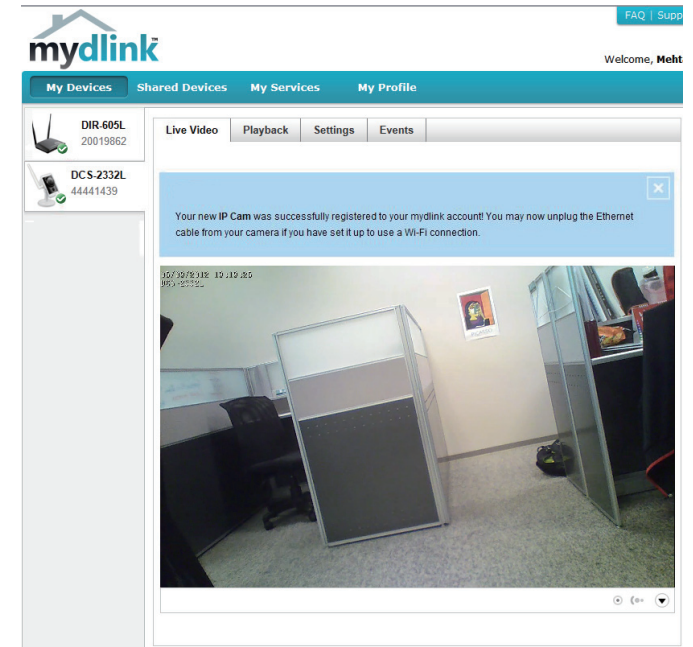 FAQ | Supp
mydlink™
Welcome, Mehta
My Devices Shared Devices My Services My Profile
DIR-605L
20019862
DCS-2332L
44441439
Live Video Playback Settings Events
Your new IP Cam was successfully registered to your mydlink account! You may now unplug the Ethernet
cable from your camera if you have set it up to use a Wi-Fi connection.